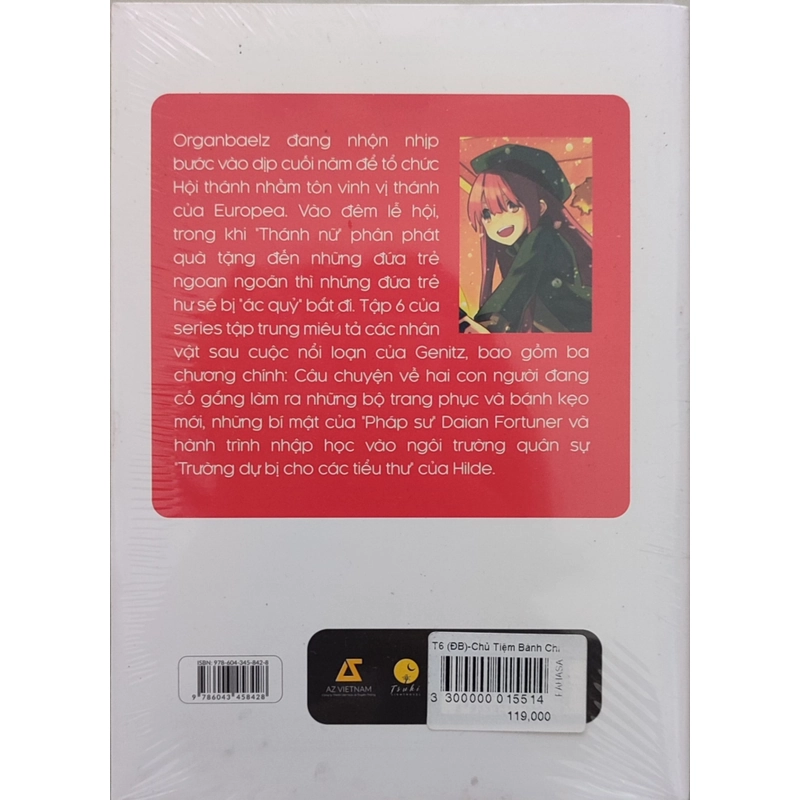 Organbaelz đang nhộn nhịp
bước vào dịp cuối năm để tổ chức
Hội thánh nhằm tôn vinh vị thánh
của Europea. Vào đêm lễ hội,
trong khi "Thánh nữ" phân phát
quà tặng đến những đứa trẻ
ngoan ngoãn thì những đứa trẻ
hư sẽ bị "ác quỷ" bắt đi. Tập 6 của
series tập trung miêu tả các nhân
vật sau cuộc nổi loạn của Genitz, bao gồm ba
chương chính: Câu chuyện về hai con người đang
cố gắng làm ra những bộ trang phục và bánh kẹo
mới, những bí mật của "Pháp sư" Daian Fortuner và
hành trình nhập học vào ngôi trường quân sự
"Trường dự bị cho các tiểu thư" của Hilde.
ISBN: 978-604-345-842-8
9 786043 458428
AZ VIETNAM
Tsuki
T6 (ĐB)-Chủ Tiệm Bánh Ch
FAHASA
3 300000 015514
119,000